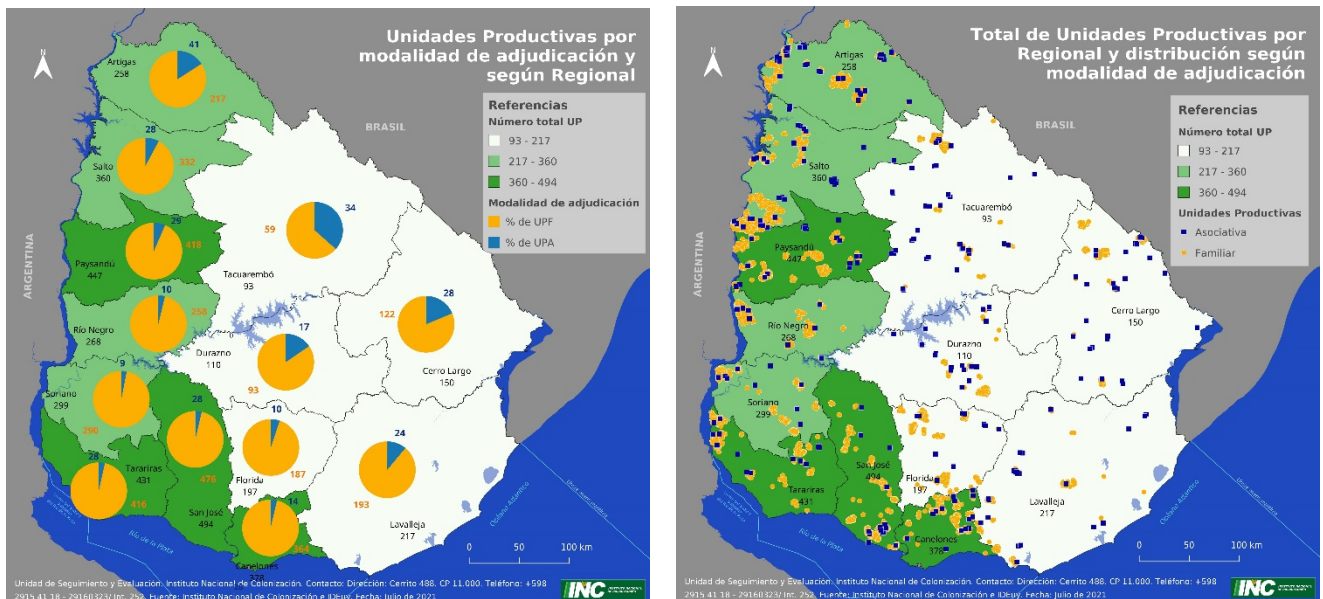 Unidades Productivas por
modalidad de adjudicación y
según Regional
Referencias
Número total UP
93 - 217
217 - 360
360 - 494
Modalidad de adjudicación
% de UPF
% de UPA
N
BRASIL
ARGENTINA
41
Artigas
258
217
28
332
Salto
360
29
418
Paysandú
447
34
59
Tacuarembó
93
10
258
Río Negro
268
28
122
Cerro Largo
150
17
Durazno
110
93
9
Soriano
299
290
28
476
San José
494
10
187
Florida
197
24
193
Lavalleja
217
28
Tarariras
431
416
14
364
Canelones
378
Río de la Plata
Océano Atlántico
0 50 100 km
Unidad de Seguimiento y Evaluación. Instituto Nacional de Colonización. Contacto: Dirección: Cerrito 488. CP 11.000. Teléfono: +598
2915 41 18 - 29160323/ Int. 252. Fuente: Instituto Nacional de Colonización e IDEuy. Fecha: Julio de 2021
INC
Total de Unidades Productivas por
Regional y distribución según
modalidad de adjudicación
Referencias
Número total UP
93 - 217
217 - 360
360 - 494
Unidades Productivas
Asociativa
Familiar
N
BRASIL
ARGENTINA
Artigas
258
Salto
360
Tacuarembó
93
Paysandú
447
Río Negro
268
Cerro Largo
150
Durazno
110
Soriano
299
San José
494
Florida
197
Tarariras
431
Lavalleja
217
Canelones
378
Río de la Plata
Océano Atlántico
0 50 100 km
Unidad de Seguimiento y Evaluación. Instituto Nacional de Colonización. Contacto: Dirección: Cerrito 488. CP 11.000. Teléfono: +598
2915 41 18 - 29160323/ Int. 252. Fuente: Instituto Nacional de Colonización e IDEuy. Fecha: Julio de 2021
INC